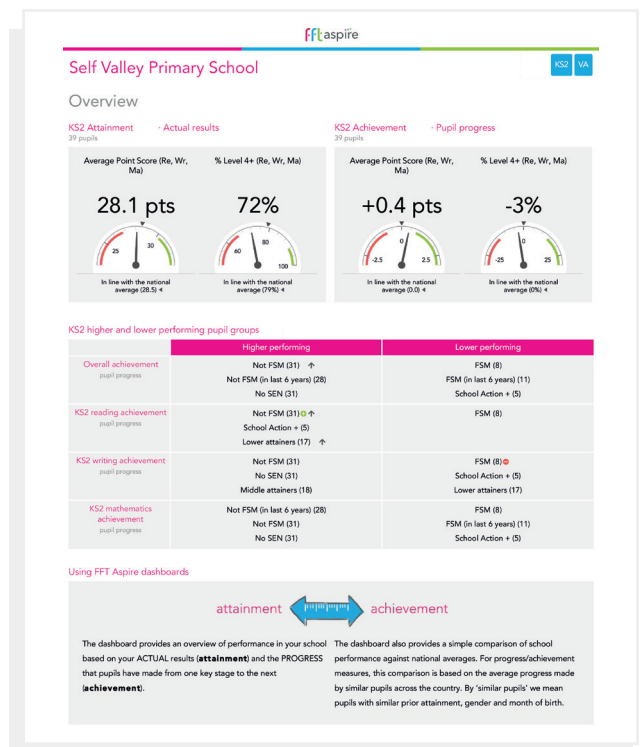 fft aspire
Self Valley Primary School
KS2
VA
Overview
KS2 Attainment · Actual results
39 pupils
Average Point Score (Re, Wr,
Ma)
% Level 4+ (Re, Wr, Ma)
28.1 pts
72%
25
30
60
80
100
In line with the national
average (28.5)
In line with the national
average (79%)
KS2 Achievement · Pupil progress
39 pupils
Average Point Score (Re, Wr,
Ma)
% Level 4+ (Re, Wr, Ma)
+0.4 pts
-3%
-2.5
0
2.5
-25
0
25
In line with the national
average (0.0)
In line with the national
average (0%)
KS2 higher and lower performing pupil groups
Higher performing
Lower performing
Overall achievement
pupil progress
Not FSM (31) ↑
Not FSM (in last 6 years) (28)
No SEN (31)
FSM (8)
FSM (in last 6 years) (11)
School Action + (5)
KS2 reading achievement
pupil progress
Not FSM (31) ↑
School Action + (5)
Lower attainers (17) ↑
FSM (8)
KS2 writing achievement
pupil progress
Not FSM (31)
No SEN (31)
Middle attainers (18)
FSM (8)
School Action + (5)
Lower attainers (17)
KS2 mathematics
achievement
pupil progress
Not FSM (in last 6 years) (28)
Not FSM (31)
No SEN (31)
FSM (8)
FSM (in last 6 years) (11)
School Action + (5)
Using FFT Aspire dashboards
attainment
achievement
The dashboard provides an overview of performance in your school
based on your ACTUAL results (attainment) and the PROGRESS
that pupils have made from one key stage to the next
(achievement).
The dashboard also provides a simple comparison of school
performance against national averages. For progress/achievement
measures, this comparison is based on the average progress made
by similar pupils across the country. By 'similar pupils' we mean
pupils with similar prior attainment, gender and month of birth.